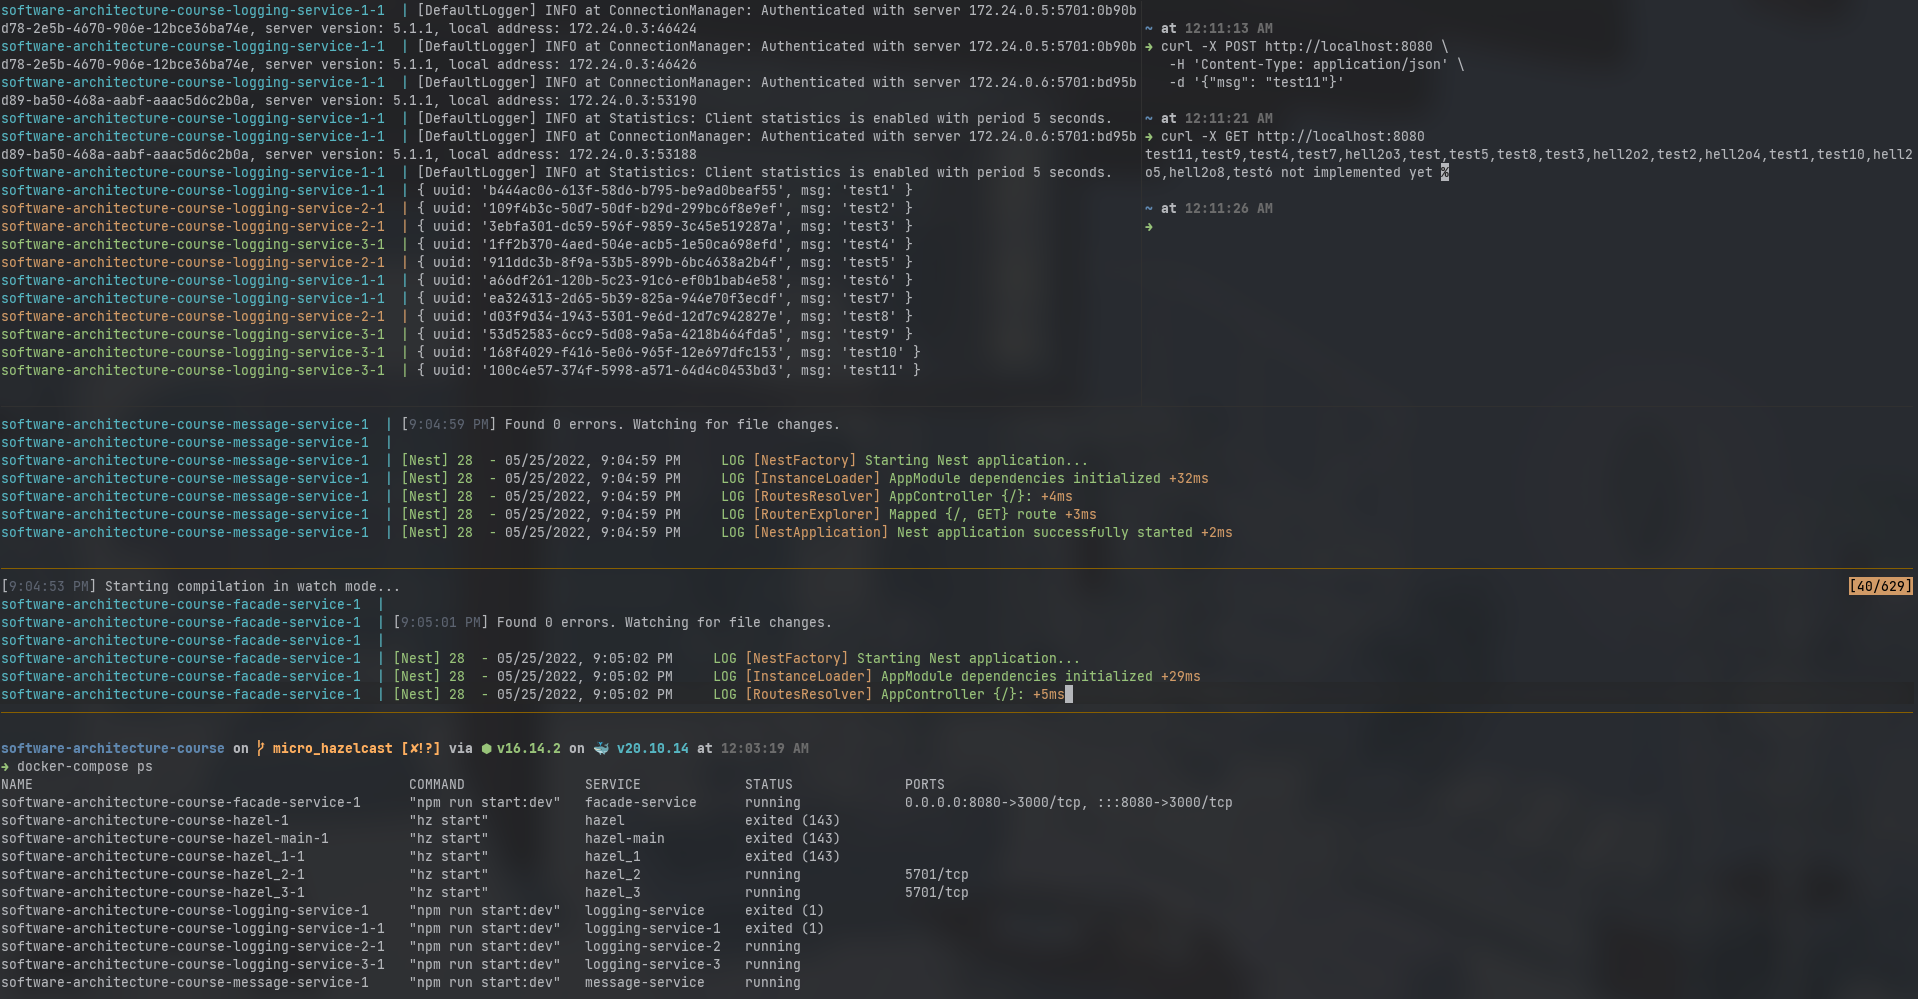 software-architecture-course-logging-service-1-1  | [DefaultLogger] INFO at ConnectionManager: Authenticated with server 172.24.0.5:5701:0b90b
d78-2e5b-4670-906e-12bce36ba74e, server version: 5.1.1, local address: 172.24.0.3:46424
software-architecture-course-logging-service-1-1  | [DefaultLogger] INFO at ConnectionManager: Authenticated with server 172.24.0.5:5701:0b90b
d78-2e5b-4670-906e-12bce36ba74e, server version: 5.1.1, local address: 172.24.0.3:46426
software-architecture-course-logging-service-1-1  | [DefaultLogger] INFO at ConnectionManager: Authenticated with server 172.24.0.6:5701:bd95b
d89-ba50-468a-aabf-aaac5d6c2b0a, server version: 5.1.1, local address: 172.24.0.3:53190
software-architecture-course-logging-service-1-1  | [DefaultLogger] INFO at Statistics: Client statistics is enabled with period 5 seconds.
software-architecture-course-logging-service-1-1  | [DefaultLogger] INFO at ConnectionManager: Authenticated with server 172.24.0.6:5701:bd95b
d89-ba50-468a-aabf-aaac5d6c2b0a, server version: 5.1.1, local address: 172.24.0.3:53188
software-architecture-course-logging-service-1-1  | [DefaultLogger] INFO at Statistics: Client statistics is enabled with period 5 seconds.
software-architecture-course-logging-service-1-1  | { uuid: 'b444ac06-613f-58d6-b795-be9ad0beaf55', msg: 'test1' }
software-architecture-course-logging-service-2-1  | { uuid: '109f4b3c-50d7-50df-b29d-299bc6f8e9ef', msg: 'test2' }
software-architecture-course-logging-service-2-1  | { uuid: '3ebfa301-dc59-596f-9859-3c45e519287a', msg: 'test3' }
software-architecture-course-logging-service-3-1  | { uuid: '1ff2b370-4aed-504e-acb5-1e50ca698efd', msg: 'test4' }
software-architecture-course-logging-service-2-1  | { uuid: '911ddc3b-8f9a-53b5-899b-6bc4638a2b4f', msg: 'test5' }
software-architecture-course-logging-service-1-1  | { uuid: 'a66df261-120b-5c23-91c6-ef0b1bab4e58', msg: 'test6' }
software-architecture-course-logging-service-1-1  | { uuid: 'ea324313-2d65-5b39-825a-944e70f3ecdf', msg: 'test7' }
software-architecture-course-logging-service-2-1  | { uuid: 'd03f9d34-1943-5301-9e6d-12d7c942827e', msg: 'test8' }
software-architecture-course-logging-service-3-1  | { uuid: '53d52583-6cc9-5d08-9a5a-4218b464fda5', msg: 'test9' }
software-architecture-course-logging-service-3-1  | { uuid: '168f4029-f416-5e06-965f-12e697dfc153', msg: 'test10' }
software-architecture-course-logging-service-3-1  | { uuid: '100c4e57-374f-5998-a571-64d4c0453bd3', msg: 'test11' }
~ at 12:11:13 AM
➜ curl -X POST http://localhost:8080 \
-H 'Content-Type: application/json' \
-d '{"msg": "test11"}'
~ at 12:11:21 AM
➜ curl -X GET http://localhost:8080
test11,test9,test4,test7,hell2o3,test,test5,test8,test3,hell2o2,test2,hell2o4,test1,test10,hell2
o5,hell2o8,test6 not implemented yet %
~ at 12:11:26 AM
➜
software-architecture-course-message-service-1  | [9:04:59 PM] Found 0 errors. Watching for file changes.
software-architecture-course-message-service-1  |
software-architecture-course-message-service-1  | [Nest] 28  - 05/25/2022, 9:04:59 PM     LOG [NestFactory] Starting Nest application...
software-architecture-course-message-service-1  | [Nest] 28  - 05/25/2022, 9:04:59 PM     LOG [InstanceLoader] AppModule dependencies initialized +32ms
software-architecture-course-message-service-1  | [Nest] 28  - 05/25/2022, 9:04:59 PM     LOG [RoutesResolver] AppController {/}: +4ms
software-architecture-course-message-service-1  | [Nest] 28  - 05/25/2022, 9:04:59 PM     LOG [RouterExplorer] Mapped {/, GET} route +3ms
software-architecture-course-message-service-1  | [Nest] 28  - 05/25/2022, 9:04:59 PM     LOG [NestApplication] Nest application successfully started +2ms
[9:04:53 PM] Starting compilation in watch mode... [40/629]
software-architecture-course-facade-service-1  |
software-architecture-course-facade-service-1  | [9:05:01 PM] Found 0 errors. Watching for file changes.
software-architecture-course-facade-service-1  |
software-architecture-course-facade-service-1  | [Nest] 28  - 05/25/2022, 9:05:02 PM     LOG [NestFactory] Starting Nest application...
software-architecture-course-facade-service-1  | [Nest] 28  - 05/25/2022, 9:05:02 PM     LOG [InstanceLoader] AppModule dependencies initialized +29ms
software-architecture-course-facade-service-1  | [Nest] 28  - 05/25/2022, 9:05:02 PM     LOG [RoutesResolver] AppController {/}: +5ms
software-architecture-course on micro_hazelcast [✘!?] via ⬢ v16.14.2 on 🐳 v20.10.14 at 12:03:19 AM
➜ docker-compose ps
NAME COMMAND SERVICE STATUS PORTS
software-architecture-course-facade-service-1 "npm run start:dev" facade-service running 0.0.0.0:8080->3000/tcp, :::8080->3000/tcp
software-architecture-course-hazel-1 "hz start" hazel exited (143)
software-architecture-course-hazel-main-1 "hz start" hazel-main exited (143)
software-architecture-course-hazel_1-1 "hz start" hazel_1 exited (143)
software-architecture-course-hazel_2-1 "hz start" hazel_2 running 5701/tcp
software-architecture-course-hazel_3-1 "hz start" hazel_3 running 5701/tcp
software-architecture-course-logging-service-1 "npm run start:dev" logging-service exited (1)
software-architecture-course-logging-service-1-1 "npm run start:dev" logging-service-1 exited (1)
software-architecture-course-logging-service-2-1 "npm run start:dev" logging-service-2 running
software-architecture-course-logging-service-3-1 "npm run start:dev" logging-service-3 running
software-architecture-course-message-service-1 "npm run start:dev" message-service running